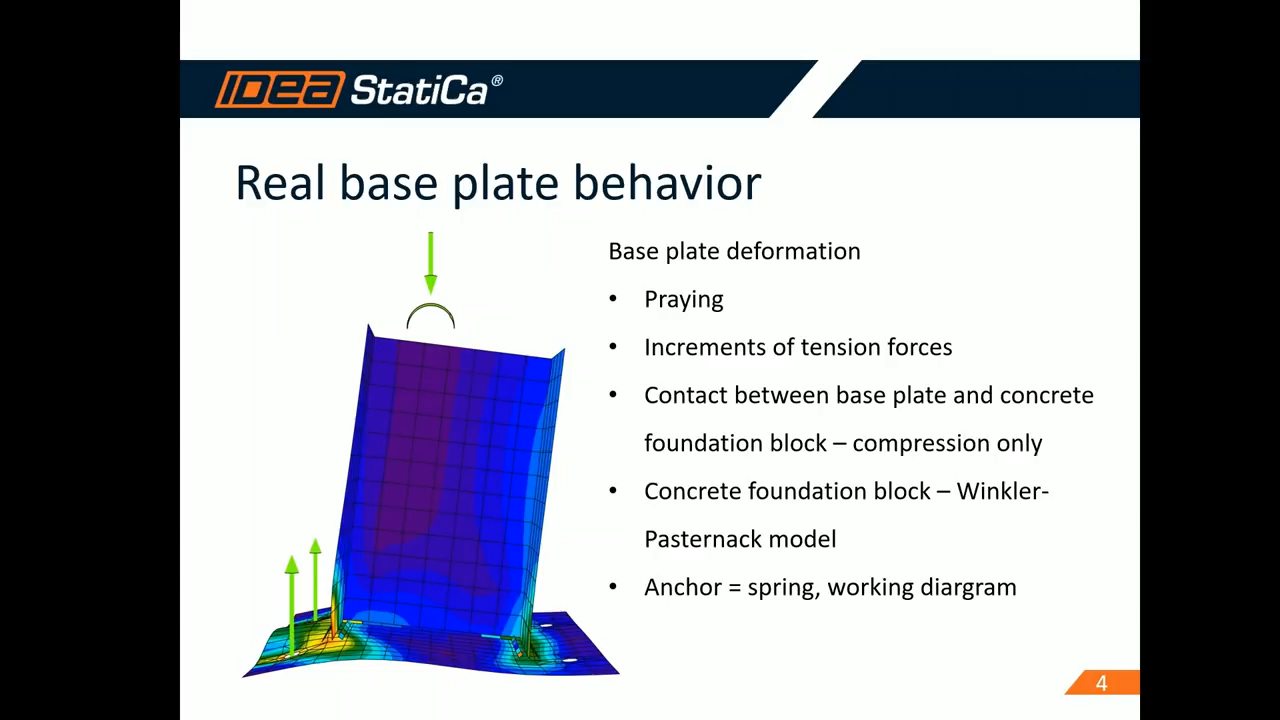 IDEA StatiCa®
Real base plate behavior
Base plate deformation
• Praying
• Increments of tension forces
• Contact between base plate and concrete
foundation block – compression only
• Concrete foundation block – Winkler-
Pasternack model
• Anchor = spring, working diargram
4